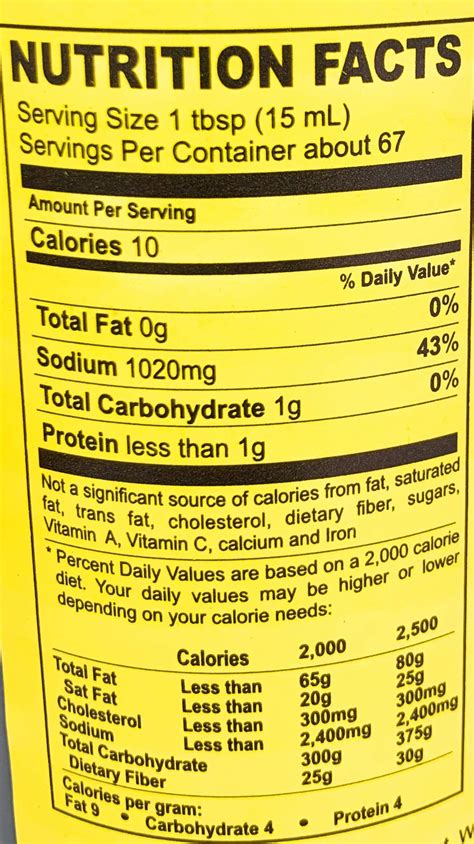 NUTRITION FACTS
Serving Size 1 tbsp (15 mL)
Servings Per Container about 67
Amount Per Serving
Calories 10
% Daily Value*
Total Fat 0g 0%
Sodium 1020mg 43%
Total Carbohydrate 1g 0%
Protein less than 1g
Not a significant source of calories from fat, saturated
fat, trans fat, cholesterol, dietary fiber, sugars,
Vitamin A, Vitamin C, calcium and Iron
* Percent Daily Values are based on a 2,000 calorie
diet. Your daily values may be higher or lower
depending on your calorie needs:
Calories 2,000 2,500
Total Fat Less than 65g 80g
Sat Fat Less than 20g 25g
Cholesterol Less than 300mg 300mg
Sodium Less than 2,400mg 2,400mg
Total Carbohydrate 300g 375g
Dietary Fiber 25g 30g
Calories per gram:
Fat 9 • Carbohydrate 4 • Protein 4